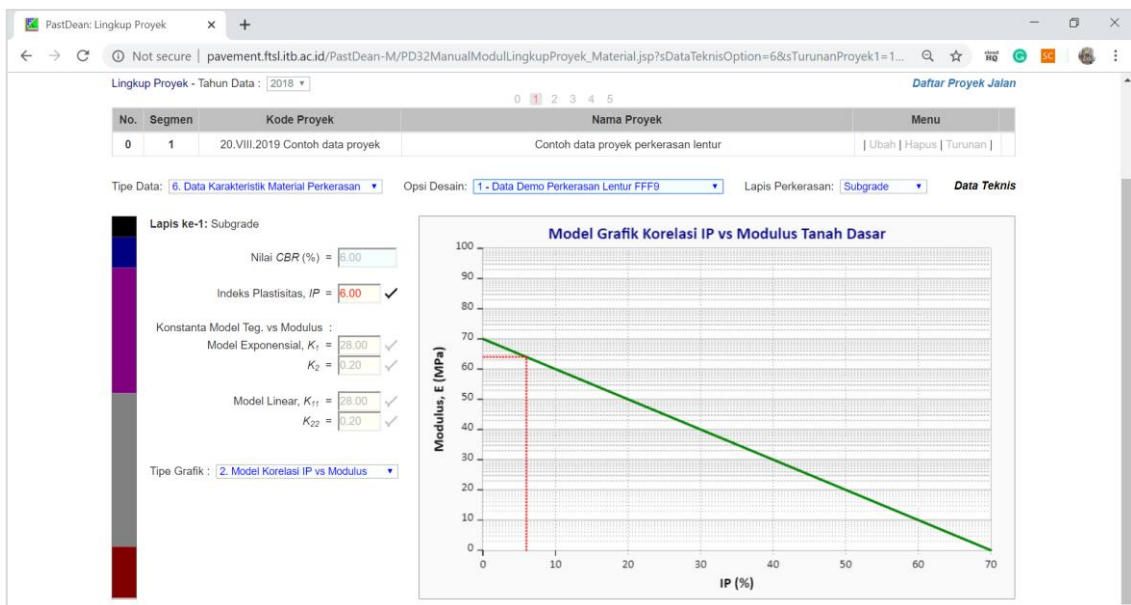 PastDean: Lingkup Proyek
Not secure | pavement.ftsl.itb.ac.id/PastDean-M/PD32ManualModulLingkupProyek_Material.jsp?sDataTeknisOption=6&sTurunanProyek1=1...
Lingkup Proyek - Tahun Data : 2018
Daftar Proyek Jalan
0 1 2 3 4 5
No. Segmen Kode Proyek Nama Proyek Menu
0 1 20.VIII.2019 Contoh data proyek Contoh data proyek perkerasan lentur | Ubah | Hapus | Turunan |
Tipe Data: 6. Data Karakteristik Material Perkerasan Opsi Desain: 1 - Data Demo Perkerasan Lentur FFF9 Lapis Perkerasan: Subgrade Data Teknis
Lapis ke-1: Subgrade
Nilai CBR (%) = 6.00
Indeks Plastisitas, IP = 6.00
Konstanta Model Teg. vs Modulus :
Model Exponensial, K1 = 28.00
K2 = 0.20
Model Linear, K11 = 28.00
K22 = 0.20
Tipe Grafik : 2. Model Korelasi IP vs Modulus
Model Grafik Korelasi IP vs Modulus Tanah Dasar
Modulus, E (MPa)
100
90
80
70
60
50
40
30
20
10
0
0 10 20 30 40 50 60 70
IP (%)